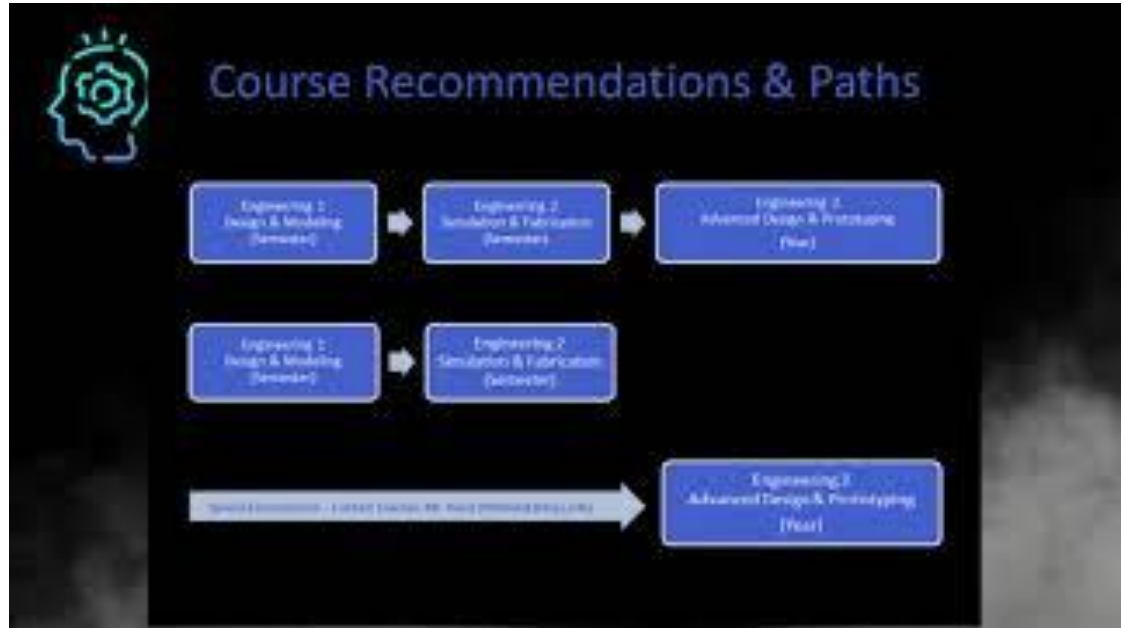 Course Recommendations & Paths
Engineering 1
Design & Modeling
(Semester)
Engineering 2
Simulation & Fabrication
(Semester)
Engineering 3
Advanced Design & Prototyping
(Year)
Engineering 1
Design & Modeling
(Semester)
Engineering 2
Simulation & Fabrication
(Semester)
Engineering 3
Advanced Design & Prototyping
(Year)